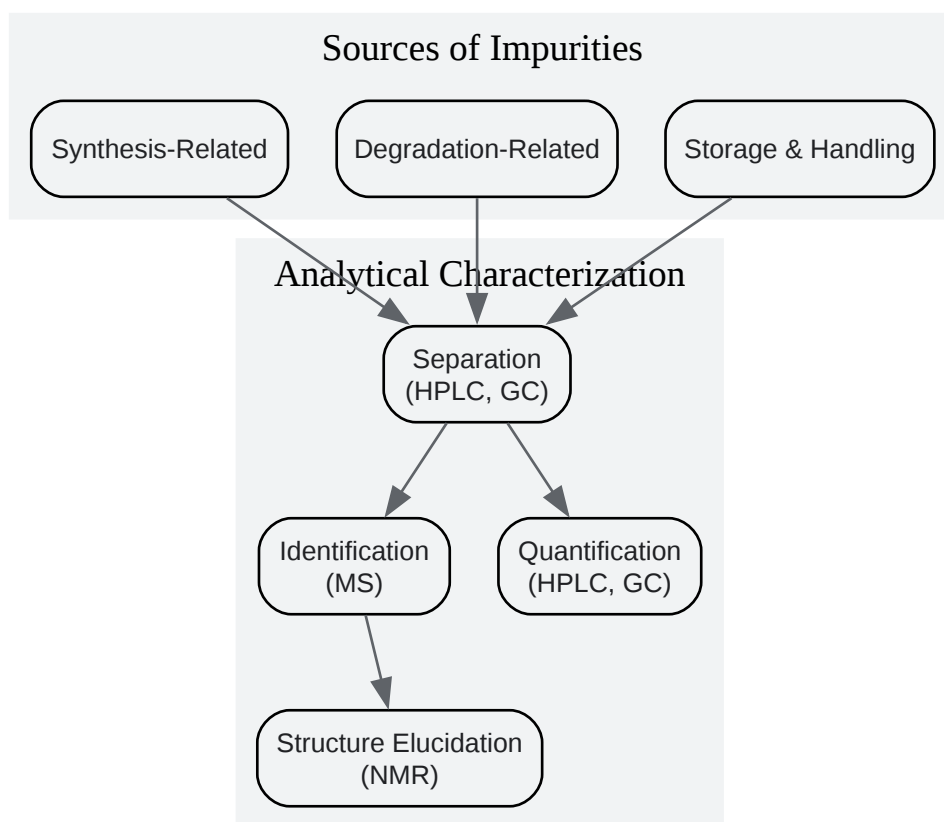 Sources of Impurities
Synthesis-Related
Degradation-Related
Storage & Handling
Analytical Characterization
Separation
(HPLC, GC)
Identification
(MS)
Quantification
(HPLC, GC)
Structure Elucidation
(NMR)